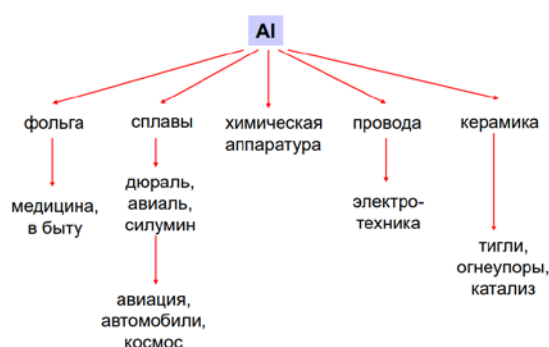 Al
фольга
сплавы
химическая
аппаратура
провода
керамика
медицина,
в быту
дюраль,
авиаль,
силумин
электро-
техника
тигли,
огнеупоры,
катализ
авиация,
автомобили,
космос